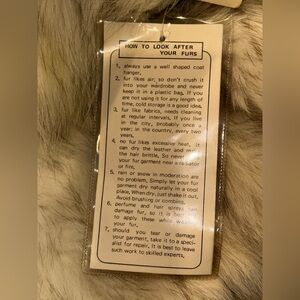 HOW TO LOOK AFTER
YOUR FURS
1, always use a well shaped coat
hanger.
2, fur likes air; so don't crush it
into your wardrobe and never
keep it in a plastic bag. If you
are not using it for any length of
time, cold storage is a good idea.
3, fur like fabrics, needs cleaning
at regular intervals, If you live
in the city, probably once a
year; in the country, every two
years.
4, no fur likes excessive heat, It
can dry the leather and make
the hair brittle, So never
your fur garment near a radiator
or fire.
5, rain or snow in moderation are
no problem. Simply let your fur
garment dry naturally in a cool
place, When dry, just shake it out,
Avoid brushing or combing.
6, perfume and hair sprays can
damage fur, so it is best
to apply these while wearing
your fur.
7, should you tear or damage
your garment, take it to a speci-
alist for repair, It is best to leave
such work to skilled experts,